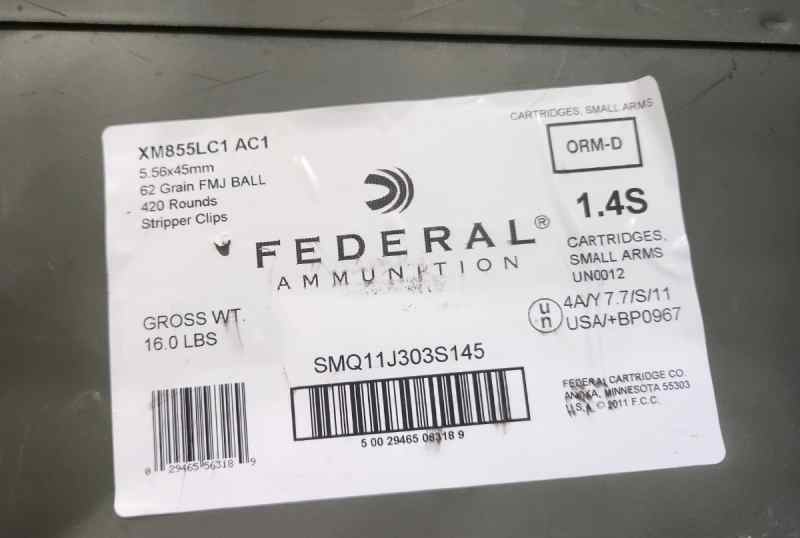 XM855LC1 AC1
5.56x45mm
62 Grain FMJ BALL
420 Rounds
Stripper Clips
CARTRIDGES, SMALL ARMS
ORM-D
1.4S
CARTRIDGES,
SMALL ARMS
UN0012
FEDERAL®
AMMUNITION
GROSS WT.
16.0 LBS
un
4A/Y 7.7/S/11
USA/+BP0967
SMQ11J303S145
5 00 29465 06318 9
0 29465 56318 9
FEDERAL CARTRIDGE CO.
ANOKA, MINNESOTA 55303
U.S.A. © 2011 F.C.C.